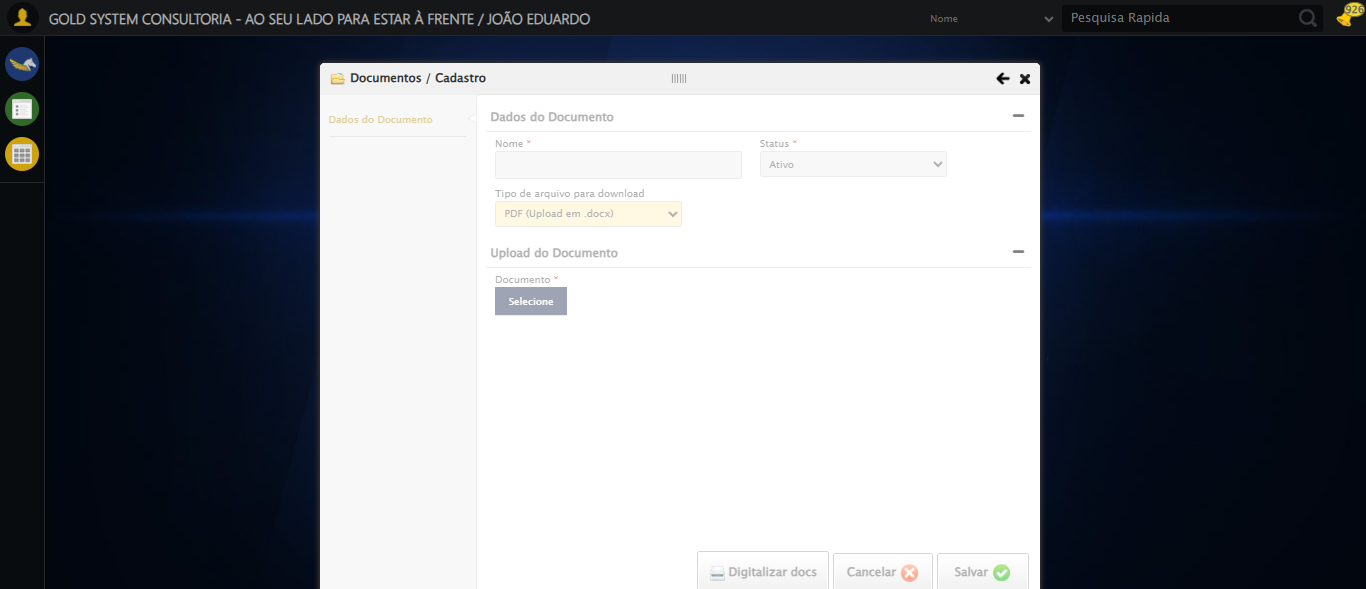 GOLD SYSTEM CONSULTORIA - AO SEU LADO PARA ESTAR À FRENTE / JOÃO EDUARDO
Nome
Pesquisa Rapida
926
Documentos / Cadastro
Dados do Documento
Dados do Documento
Nome *
Status *
Ativo
Tipo de arquivo para download
PDF (Upload em .docx)
Upload do Documento
Documento *
Selecione
Digitalizar docs
Cancelar
Salvar